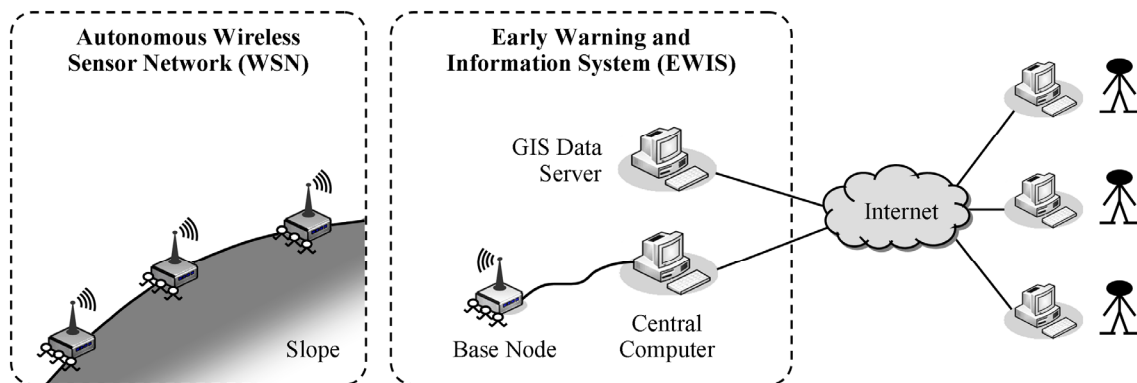 Autonomous Wireless
Sensor Network (WSN)
Slope
Early Warning and
Information System (EWIS)
GIS Data
Server
Base Node
Central
Computer
Internet